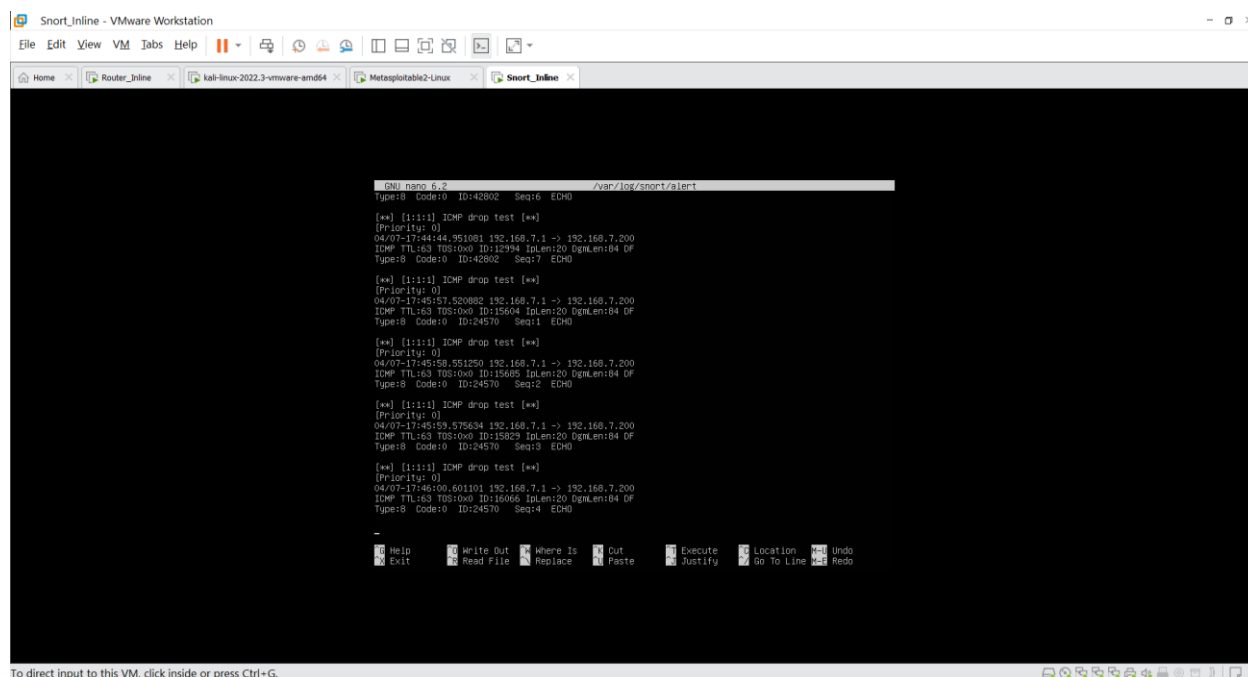 Snort_Inline - VMware Workstation
File Edit View VM Tabs Help
Home Router_Inline kali-linux-2022.3-vmware-amd64 Metasploitable2-Linux Snort_Inline
GNU nano 6.2 /var/log/snort/alert
Type:8 Code:0 ID:42802 Seq:6 ECHO
[**] [1:1:1] ICMP drop test [**]
[Priority: 0]
04/07-17:44:44.951081 192.168.7.1 -> 192.168.7.200
ICMP TTL:63 TOS:0x0 ID:12994 IpLen:20 DgmLen:84 DF
Type:8 Code:0 ID:42802 Seq:7 ECHO
[**] [1:1:1] ICMP drop test [**]
[Priority: 0]
04/07-17:45:57.520882 192.168.7.1 -> 192.168.7.200
ICMP TTL:63 TOS:0x0 ID:15604 IpLen:20 DgmLen:84 DF
Type:8 Code:0 ID:24570 Seq:1 ECHO
[**] [1:1:1] ICMP drop test [**]
[Priority: 0]
04/07-17:45:58.551250 192.168.7.1 -> 192.168.7.200
ICMP TTL:63 TOS:0x0 ID:15685 IpLen:20 DgmLen:84 DF
Type:8 Code:0 ID:24570 Seq:2 ECHO
[**] [1:1:1] ICMP drop test [**]
[Priority: 0]
04/07-17:45:59.575634 192.168.7.1 -> 192.168.7.200
ICMP TTL:63 TOS:0x0 ID:15829 IpLen:20 DgmLen:84 DF
Type:8 Code:0 ID:24570 Seq:3 ECHO
[**] [1:1:1] ICMP drop test [**]
[Priority: 0]
04/07-17:46:00.601101 192.168.7.1 -> 192.168.7.200
ICMP TTL:63 TOS:0x0 ID:16066 IpLen:20 DgmLen:84 DF
Type:8 Code:0 ID:24570 Seq:4 ECHO
^G Help ^O Write Out ^W Where Is ^K Cut ^T Execute ^C Location M-U Undo
^X Exit ^R Read File ^\ Replace ^U Paste ^J Justify ^/ Go To Line M-E Redo
To direct input to this VM, click inside or press Ctrl+G.